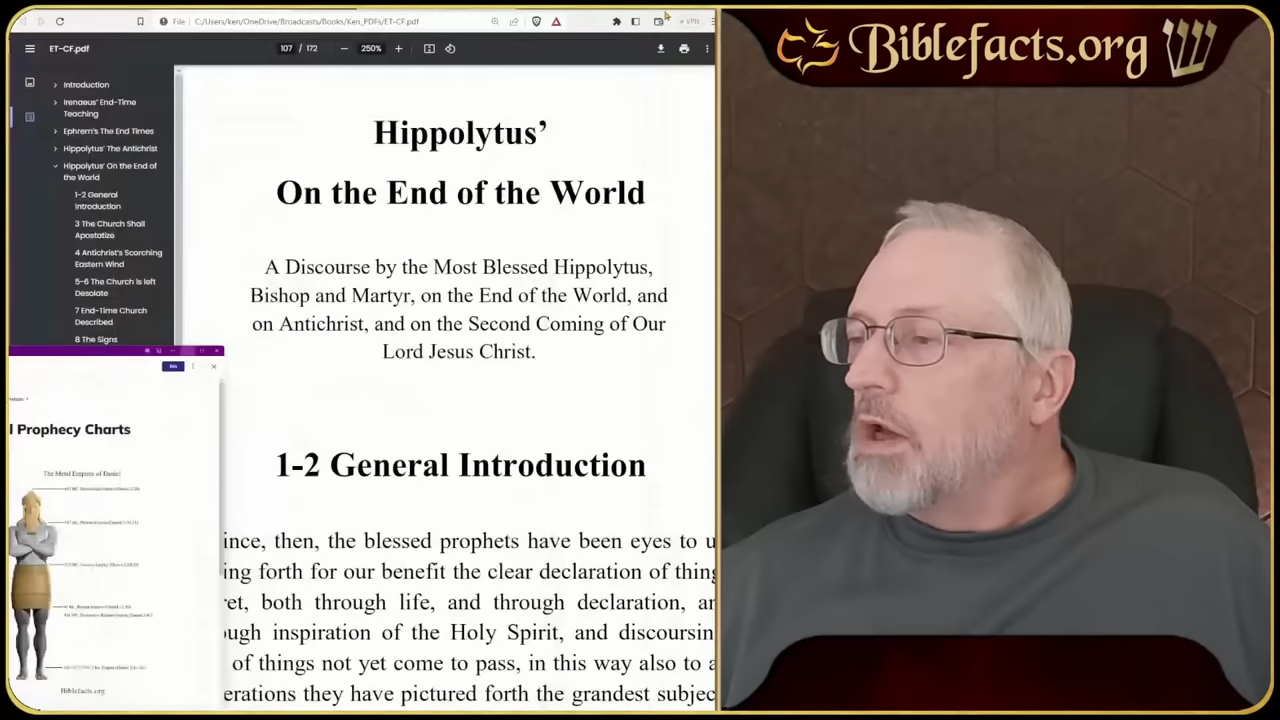 File
C:/Users/ken/OneDrive/Broadcasts/Books/Ken_PDFs/ET-CF.pdf
VPN
ET-CF.pdf
107 / 172
250%
Introduction
Irenaeus' End-Time
Teaching
Ephrem's The End Times
Hippolytus' The Antichrist
Hippolytus' On the End of
the World
1-2 General
Introduction
3 The Church Shall
Apostatize
4 Antichrist's Scorching
Eastern Wind
5-6 The Church Is left
Desolate
7 End-Time Church
Described
8 The Signs
Hippolytus'
On the End of the World
A Discourse by the Most Blessed Hippolytus,
Bishop and Martyr, on the End of the World, and
on Antichrist, and on the Second Coming of Our
Lord Jesus Christ.
1-2 General Introduction
ince, then, the blessed prophets have been eyes to u
ing forth for our benefit the clear declaration of thing
ret, both through life, and through declaration, an
ough inspiration of the Holy Spirit, and discoursin
of things not yet come to pass, in this way also to a
erations they have pictured forth the grandest subjec
l Prophecy Charts
The Metal Empires of Daniel
Biblefacts.org
Biblefacts.org